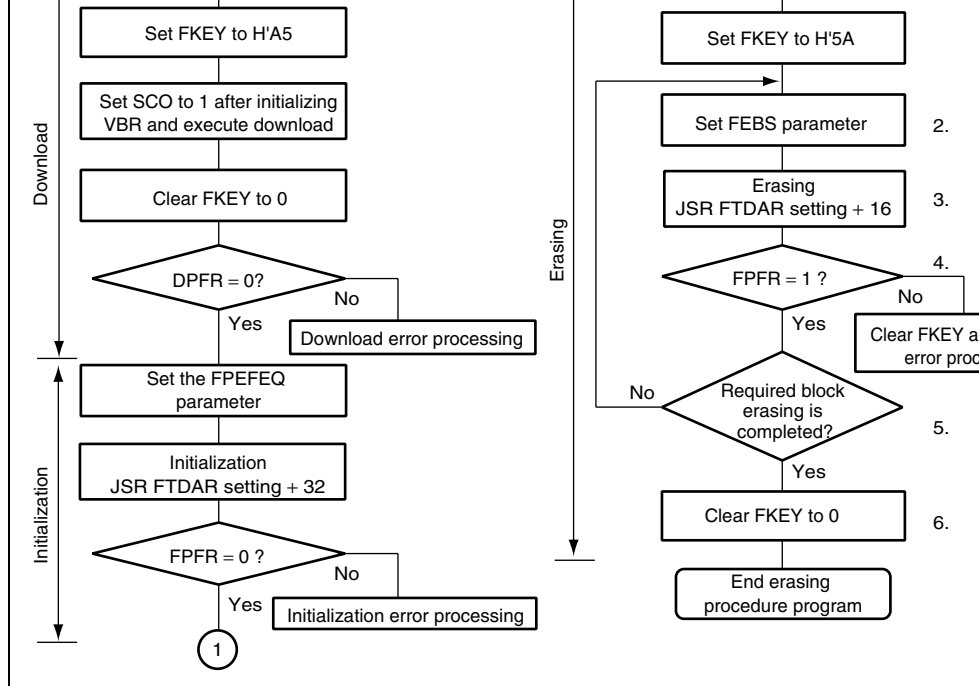 Download
Set FKEY to H'A5
Set SCO to 1 after initializing
VBR and execute download
Clear FKEY to 0
DPFR = 0?
No
Yes
Download error processing
Initialization
Set the FPEFEQ
parameter
Initialization
JSR FTDAR setting + 32
FPFR = 0 ?
No
Yes
Initialization error processing
1
Erasing
Set FKEY to H'5A
Set FEBS parameter
2.
Erasing
JSR FTDAR setting + 16
3.
4.
FPFR = 1 ?
No
Yes
Clear FKEY a
error proc
No
Required block
erasing is
completed?
5.
Yes
Clear FKEY to 0
6.
End erasing
procedure program